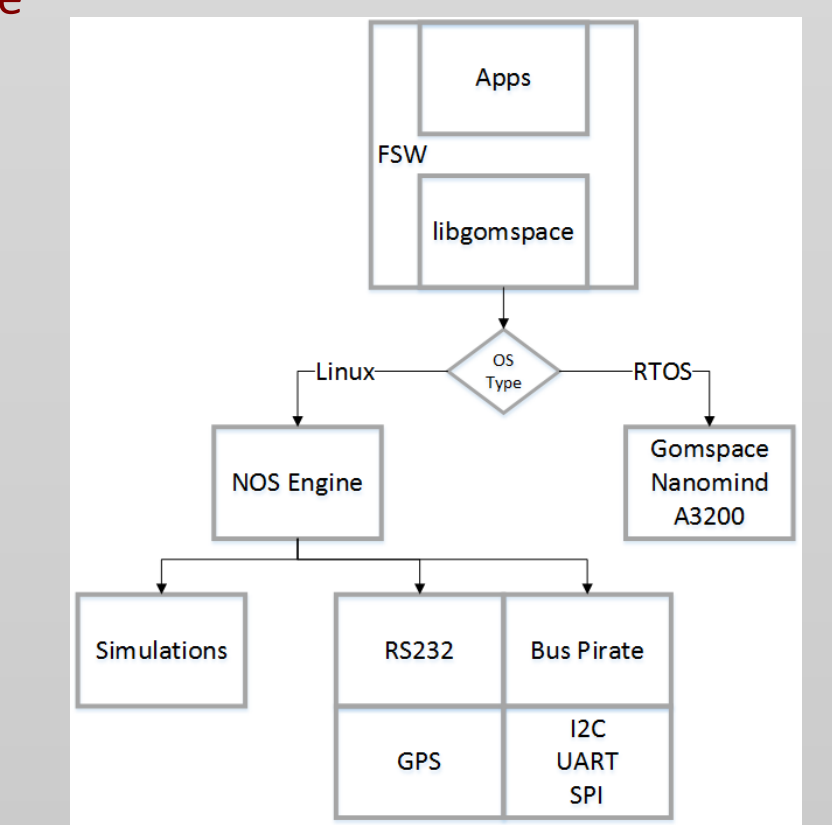 e
Apps
FSW
libgomspace
OS
Type
Linux
RTOS
NOS Engine
Gomspace
Nanomind
A3200
Simulations
RS232
Bus Pirate
GPS
I2C
UART
SPI